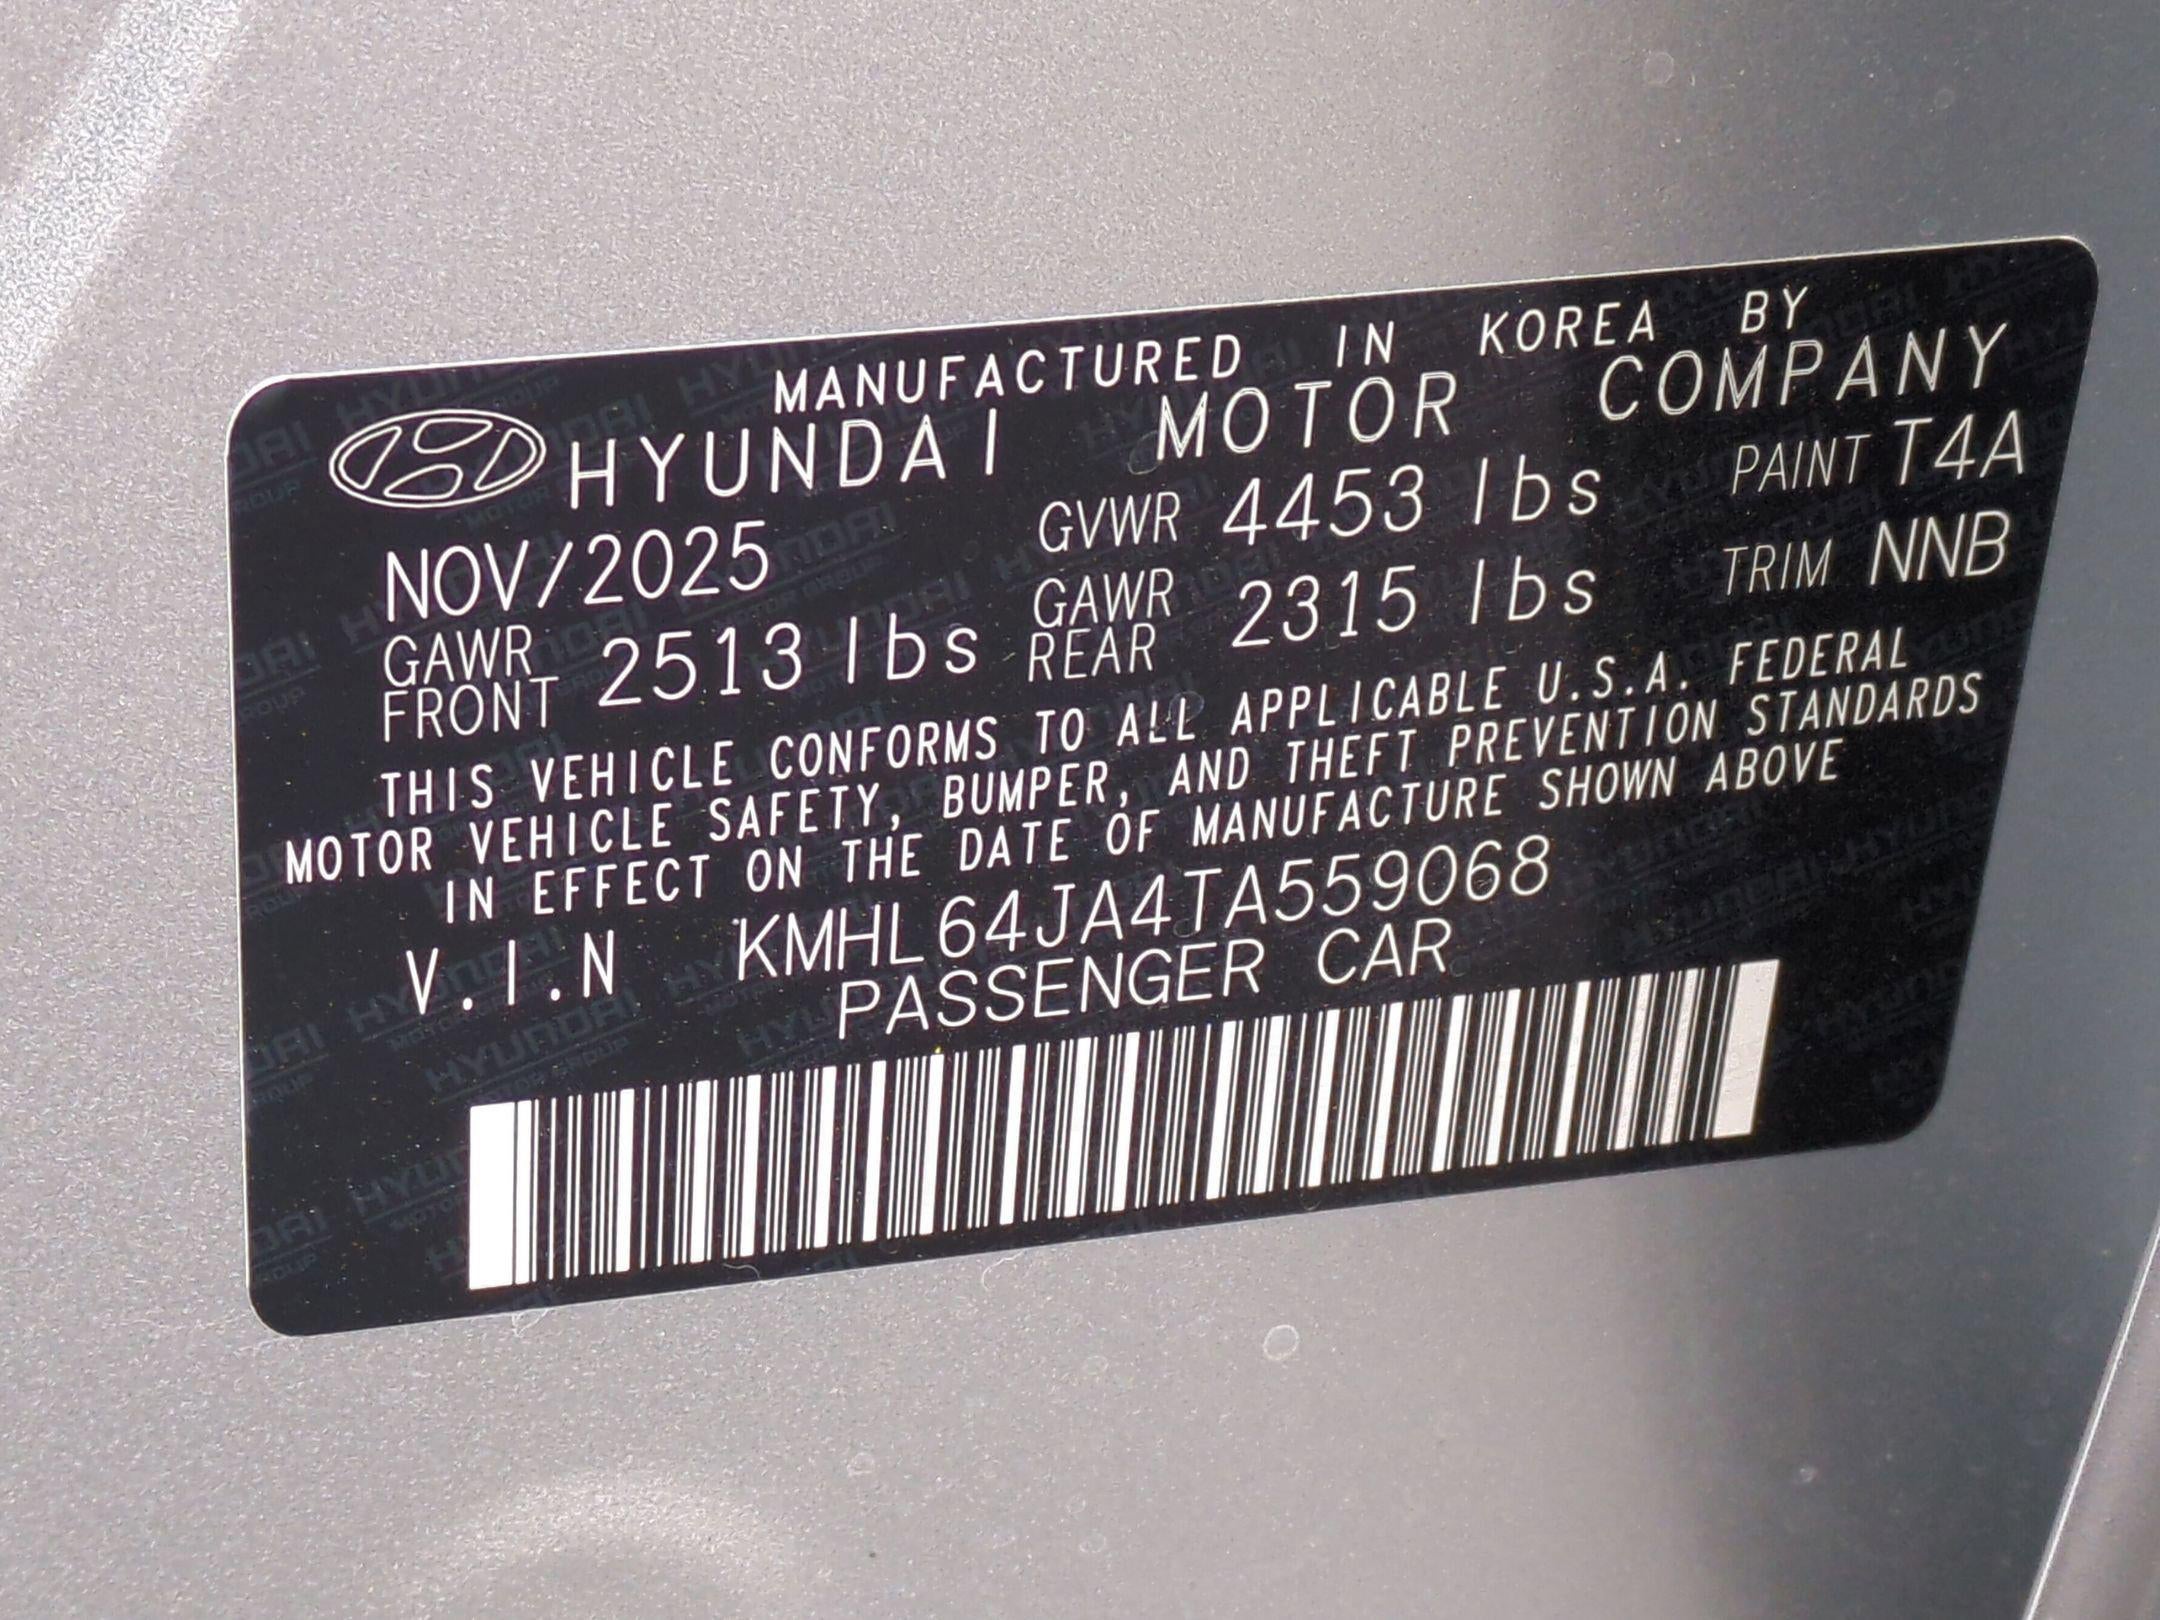 MANUFACTURED IN KOREA BY
HYUNDAI MOTOR COMPANY
NOV/2025 GVWR 4453 lbs PAINT T4A
GAWR FRONT 2513 lbs GAWR REAR 2315 lbs TRIM NNB
THIS VEHICLE CONFORMS TO ALL APPLICABLE U.S.A. FEDERAL
MOTOR VEHICLE SAFETY, BUMPER, AND THEFT PREVENTION STANDARDS
IN EFFECT ON THE DATE OF MANUFACTURE SHOWN ABOVE
V.I.N KMHL64JA4TA559068
PASSENGER CAR